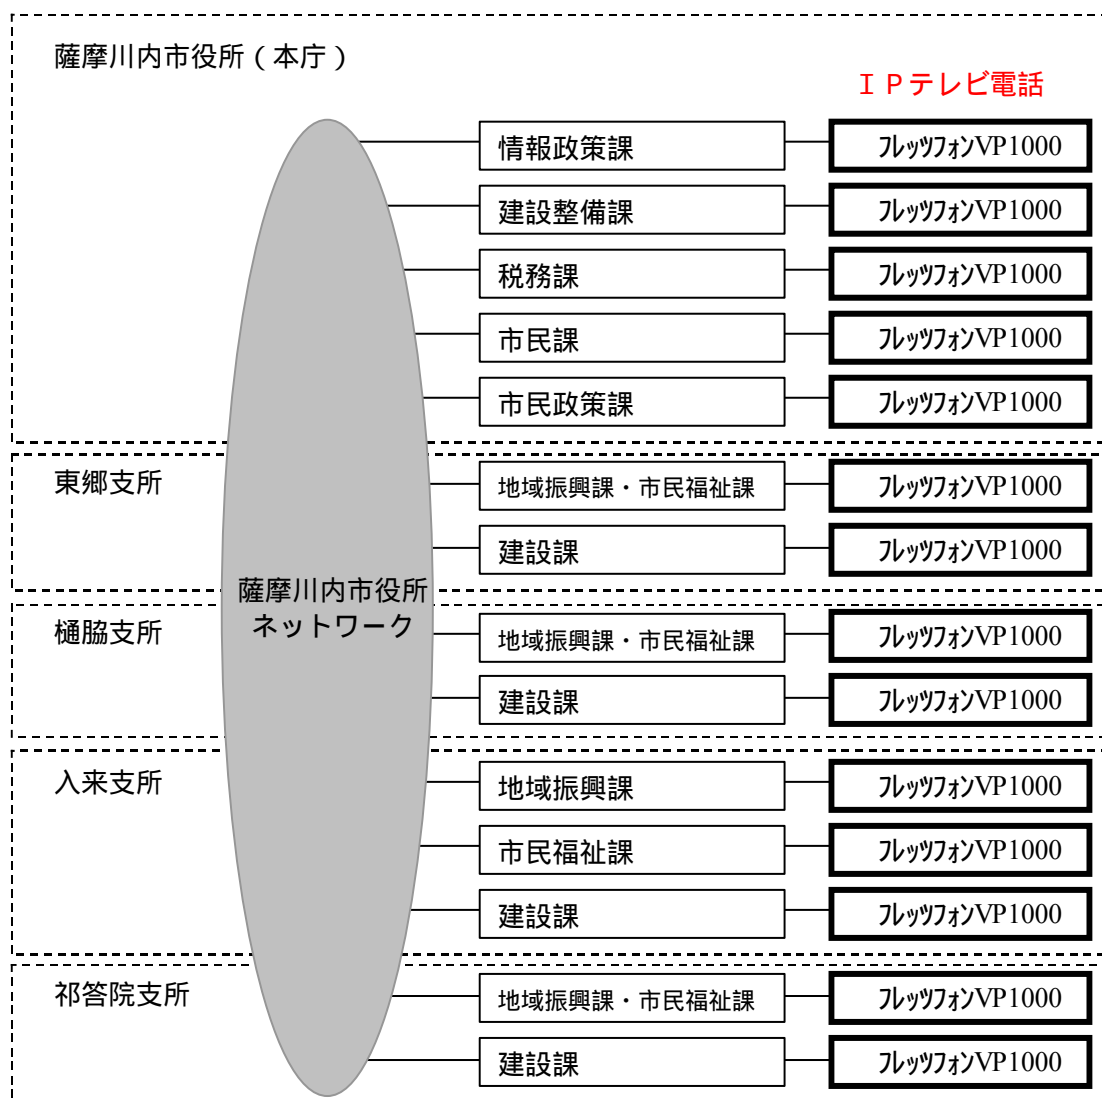 薩摩川内市役所(本庁)
IPテレビ電話
情報政策課 フレッツフォンVP1000
建設整備課 フレッツフォンVP1000
税務課 フレッツフォンVP1000
市民課 フレッツフォンVP1000
市民政策課 フレッツフォンVP1000
東郷支所
地域振興課・市民福祉課 フレッツフォンVP1000
建設課 フレッツフォンVP1000
薩摩川内市役所
ネットワーク
樋脇支所
地域振興課・市民福祉課 フレッツフォンVP1000
建設課 フレッツフォンVP1000
入来支所
地域振興課 フレッツフォンVP1000
市民福祉課 フレッツフォンVP1000
建設課 フレッツフォンVP1000
祁答院支所
地域振興課・市民福祉課 フレッツフォンVP1000
建設課 フレッツフォンVP1000